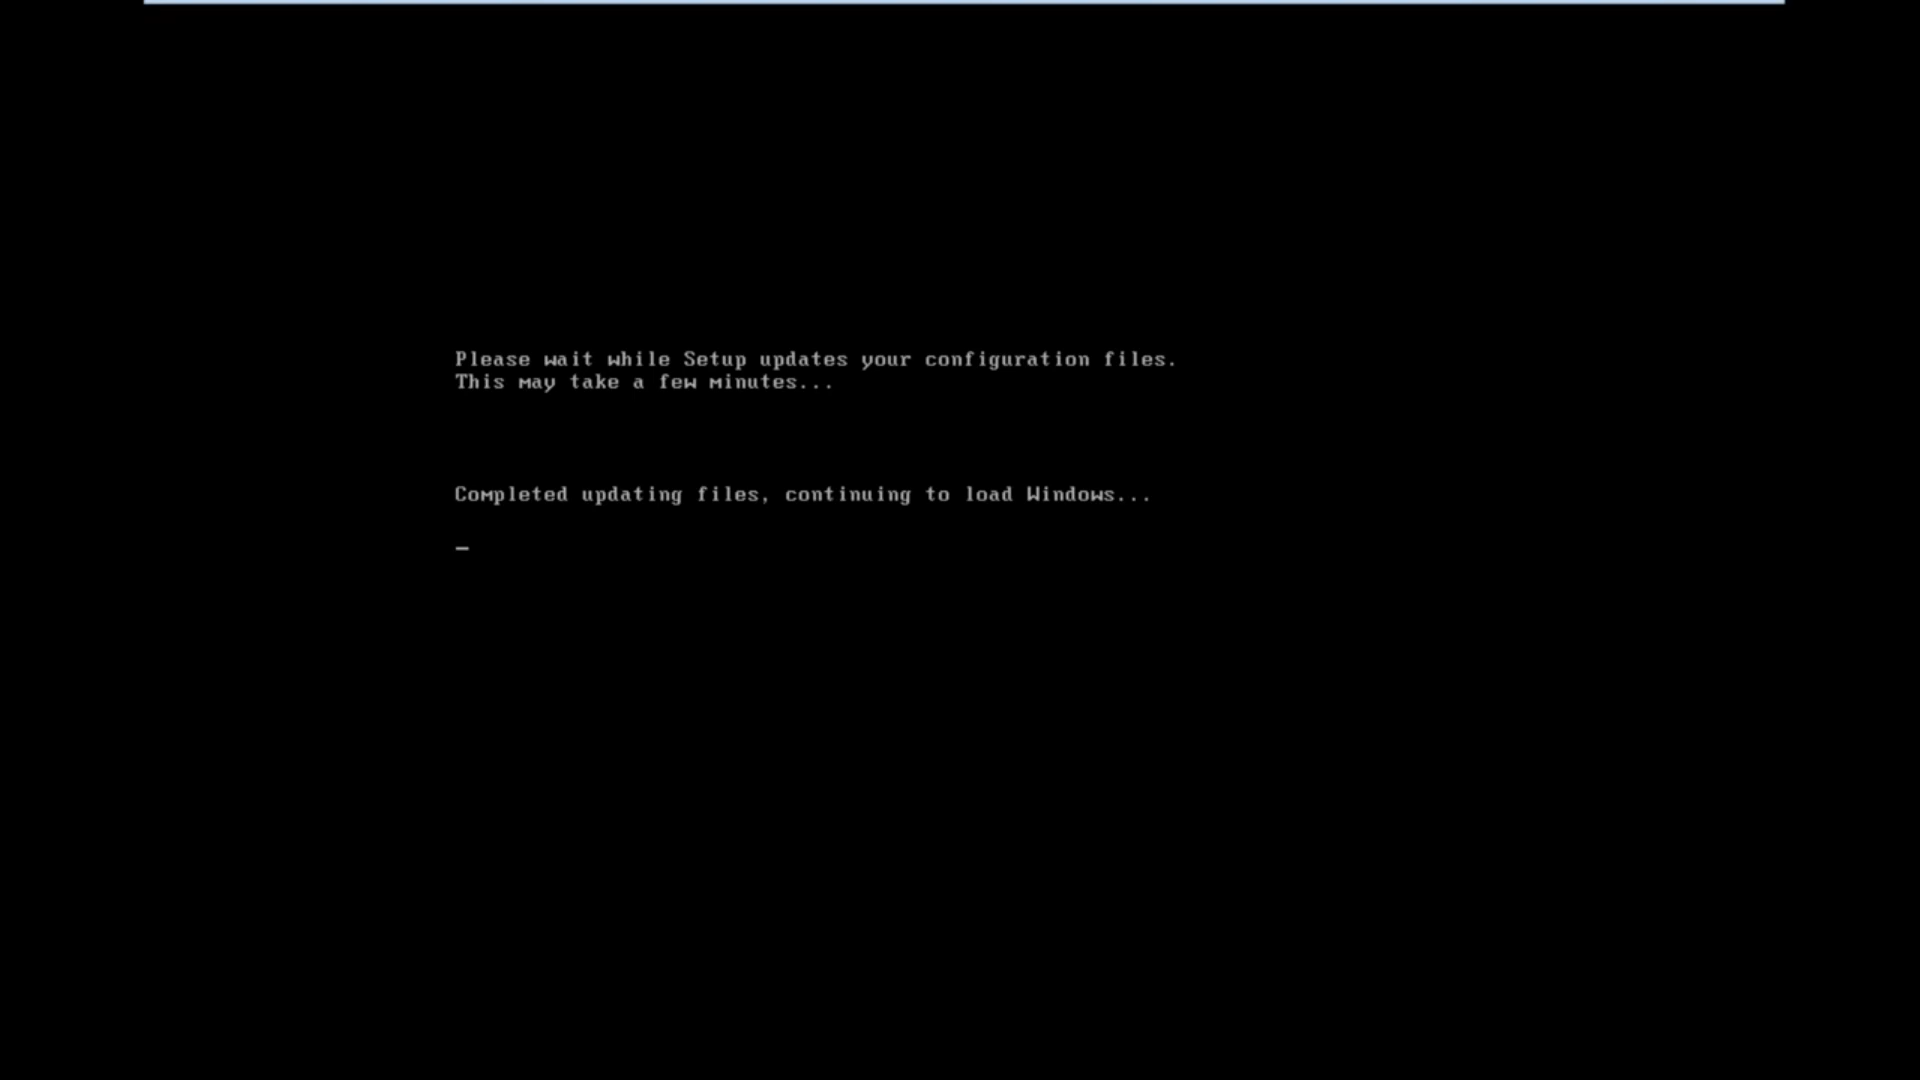 Please wait while Setup updates your configuration files.
This may take a few minutes...
Completed updating files, continuing to load Windows...
_